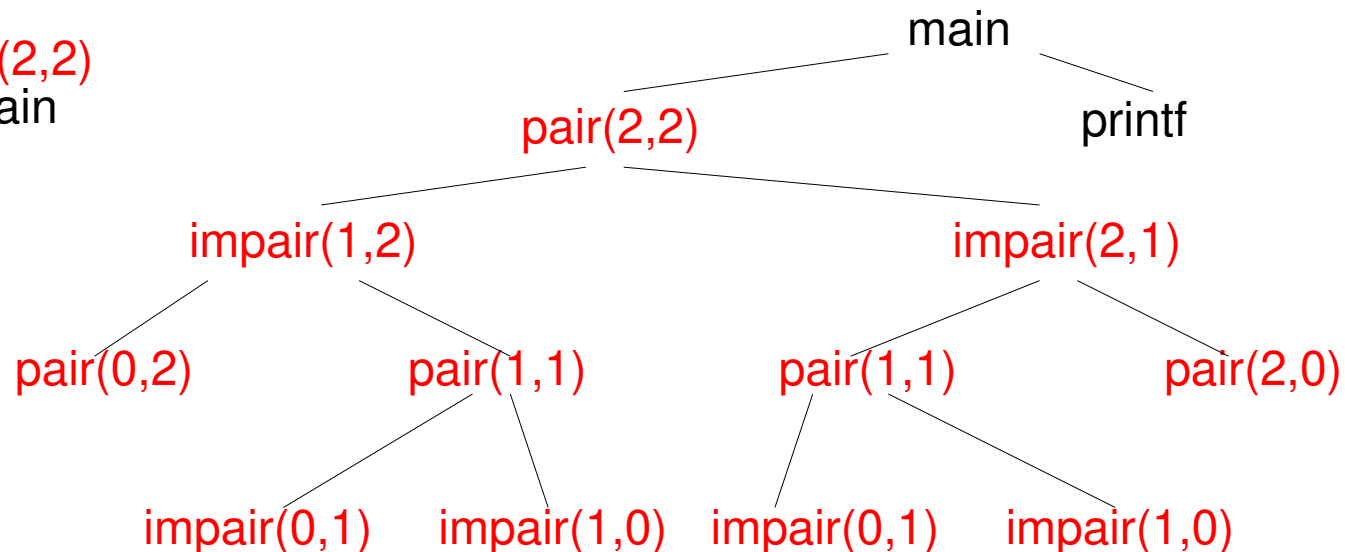 main
(2,2)
ain
pair(2,2)
printf
impair(1,2)
impair(2,1)
pair(0,2)
pair(1,1)
pair(1,1)
pair(2,0)
impair(0,1)
impair(1,0)
impair(0,1)
impair(1,0)